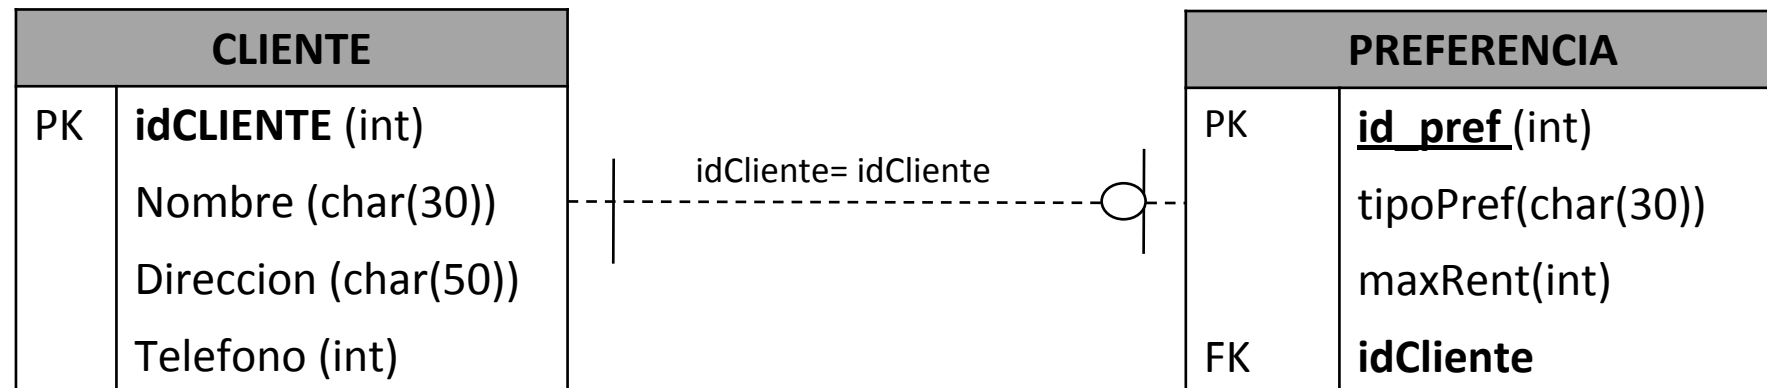 CLIENTE
PK idCLIENTE (int)
Nombre (char(30))
Direccion (char(50))
Telefono (int)
idCliente= idCliente
PREFERENCIA
PK id_pref (int)
tipoPref(char(30))
maxRent(int)
FK idCliente